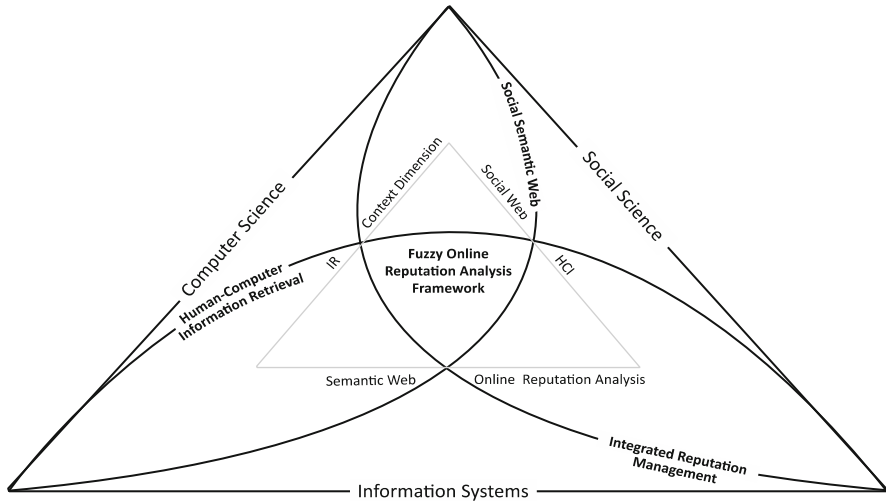 Social Semantic Web
Context Dimension
Social Web
Social Science
Computer Science
Fuzzy Online
Reputation Analysis
Framework
IR
HCI
Human-Computer
Information Retrieval
Semantic Web
Online Reputation Analysis
Integrated Reputation
Management
Information Systems